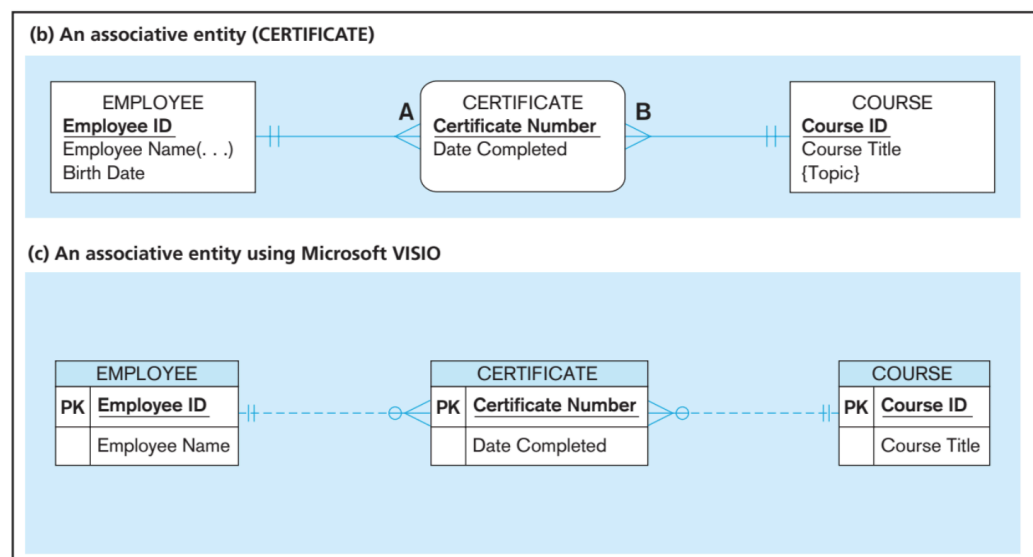 (b) An associative entity (CERTIFICATE)
EMPLOYEE
Employee ID
Employee Name(. . .)
Birth Date
A
CERTIFICATE
Certificate Number
Date Completed
B
COURSE
Course ID
Course Title
{Topic}
(c) An associative entity using Microsoft VISIO
EMPLOYEE
PK Employee ID
Employee Name
CERTIFICATE
PK Certificate Number
Date Completed
COURSE
PK Course ID
Course Title